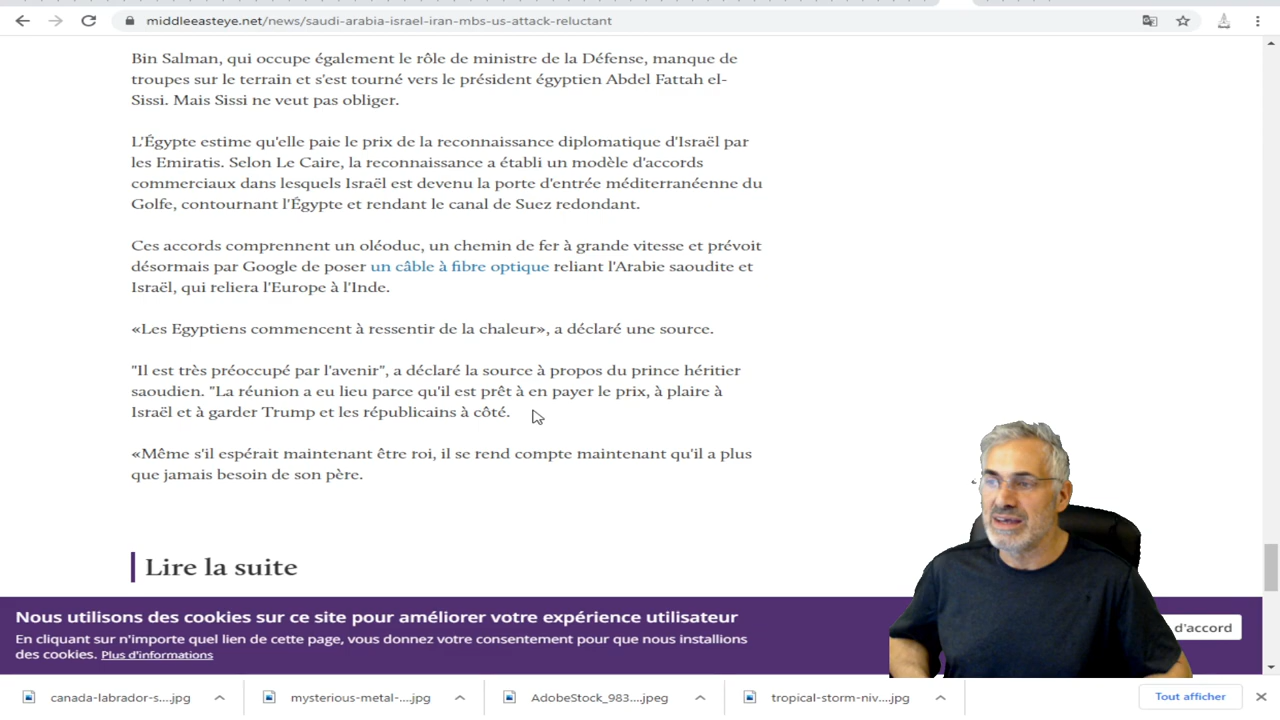 middleeasteye.net/news/saudi-arabia-israel-iran-mbs-us-attack-reluctant
Bin Salman, qui occupe également le rôle de ministre de la Défense, manque de
troupes sur le terrain et s'est tourné vers le président égyptien Abdel Fattah el-
Sissi. Mais Sissi ne veut pas obliger.
L'Égypte estime qu'elle paie le prix de la reconnaissance diplomatique d'Israël par
les Emiratis. Selon Le Caire, la reconnaissance a établi un modèle d'accords
commerciaux dans lesquels Israël est devenu la porte d'entrée méditerranéenne du
Golfe, contournant l'Égypte et rendant le canal de Suez redondant.
Ces accords comprennent un oléoduc, un chemin de fer à grande vitesse et prévoit
désormais par Google de poser un câble à fibre optique reliant l'Arabie saoudite et
Israël, qui reliera l'Europe à l'Inde.
«Les Egyptiens commencent à ressentir de la chaleur», a déclaré une source.
"Il est très préoccupé par l'avenir", a déclaré la source à propos du prince héritier
saoudien. "La réunion a eu lieu parce qu'il est prêt à en payer le prix, à plaire à
Israël et à garder Trump et les républicains à côté.
«Même s'il espérait maintenant être roi, il se rend compte maintenant qu'il a plus
que jamais besoin de son père.
Lire la suite
Nous utilisons des cookies sur ce site pour améliorer votre expérience utilisateur
En cliquant sur n'importe quel lien de cette page, vous donnez votre consentement pour que nous installions
des cookies. Plus d'informations
d'accord
canada-labrador-s....jpg
mysterious-metal-....jpg
AdobeStock_983....jpeg
tropical-storm-niv....jpg
Tout afficher